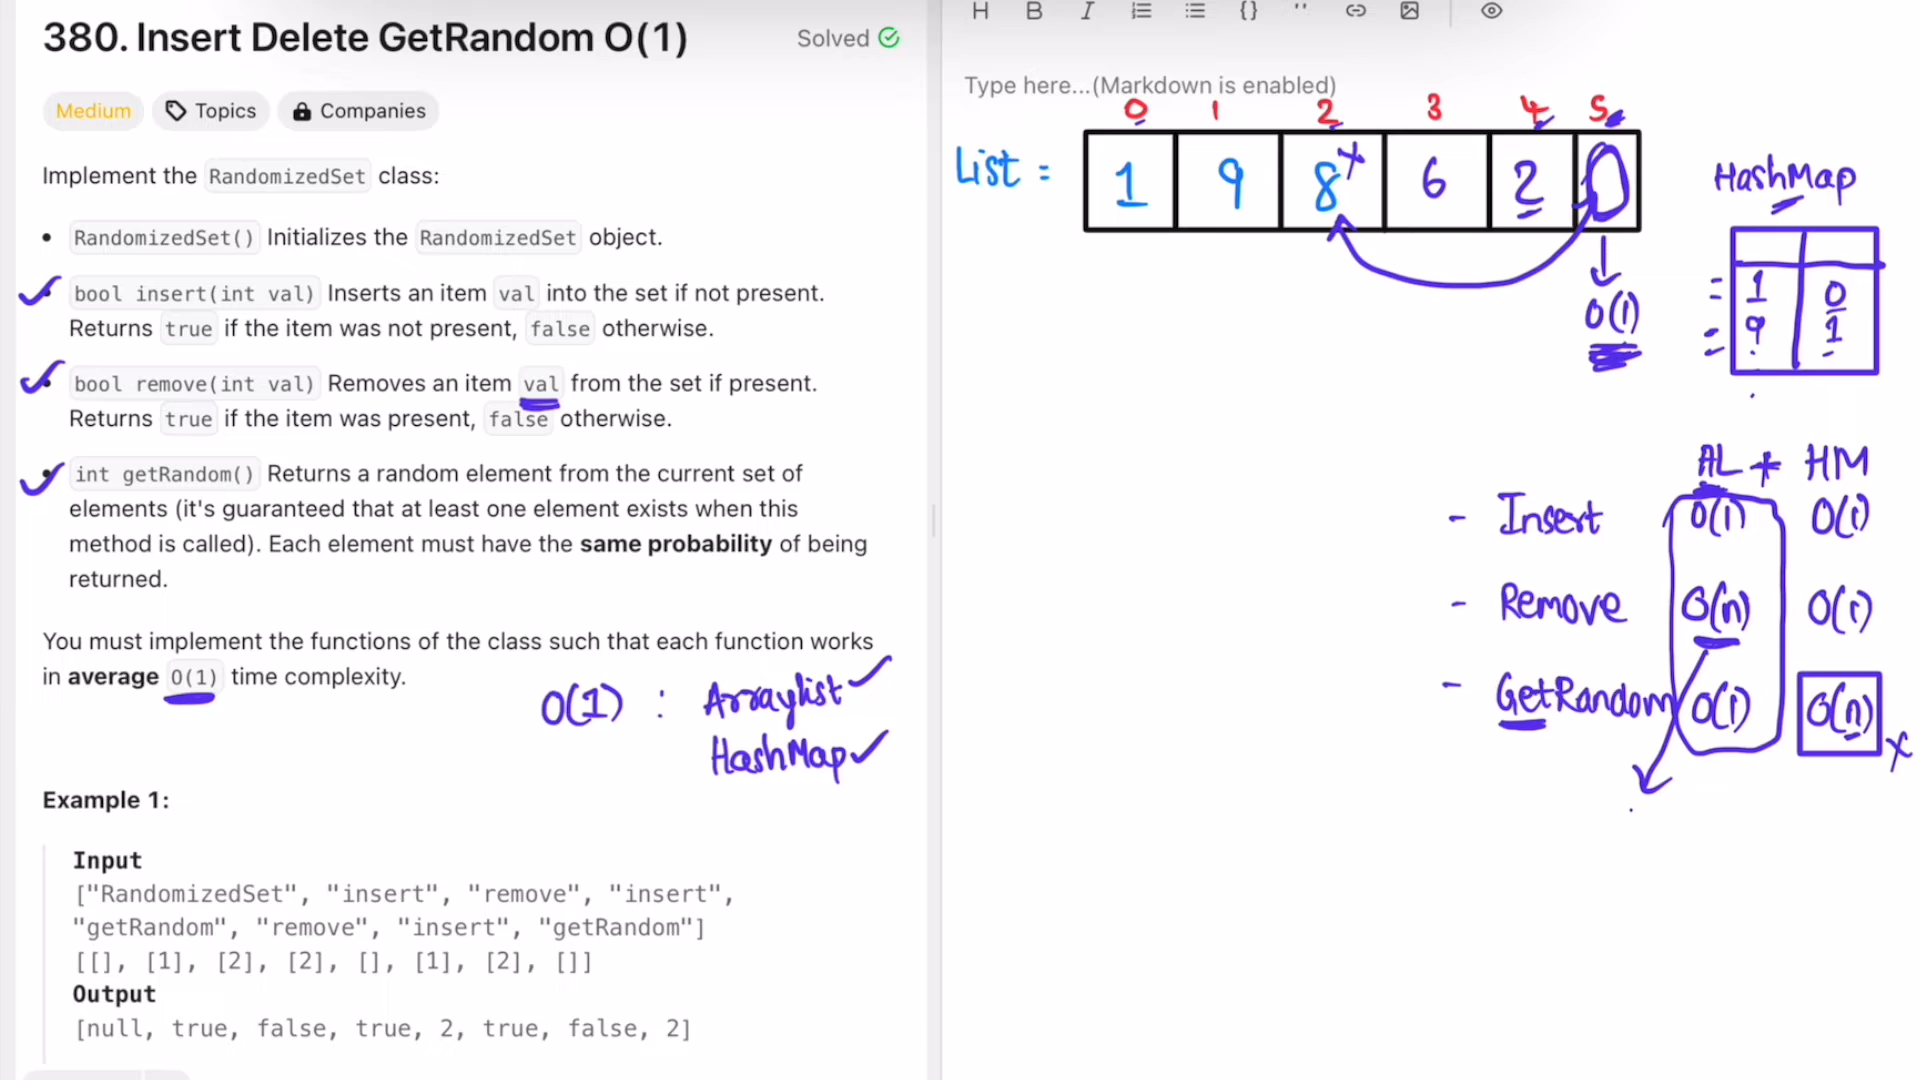 380. Insert Delete GetRandom O(1)
Solved
Medium
Topics
Companies
Implement the RandomizedSet class:
• RandomizedSet() Initializes the RandomizedSet object.
bool insert(int val) Inserts an item val into the set if not present.
Returns true if the item was not present, false otherwise.
bool remove(int val) Removes an item val from the set if present.
Returns true if the item was present, false otherwise.
int getRandom() Returns a random element from the current set of
elements (it's guaranteed that at least one element exists when this
method is called). Each element must have the same probability of being
returned.
You must implement the functions of the class such that each function works
in average O(1) time complexity.
O(1) : Arraylist
HashMap
Example 1:
Input
["RandomizedSet", "insert", "remove", "insert",
"getRandom", "remove", "insert", "getRandom"]
[[], [1], [2], [2], [], [1], [2], []]
Output
[null, true, false, true, 2, true, false, 2]
H B I {} "
Type here...(Markdown is enabled)
0 1 2 3 4 5
List = 1 9 8 6 2 0
O(1)
HashMap
1 0
9 1
AL + HM
- Insert O(1) O(1)
- Remove O(n) O(1)
- GetRandom O(1) O(n) x